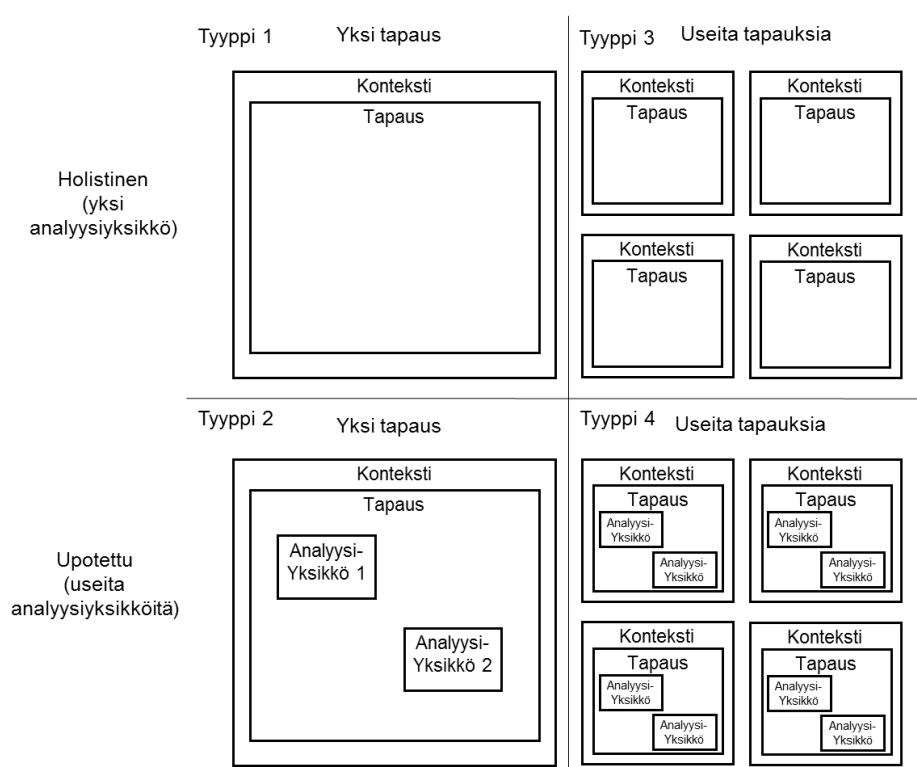 Tyyppi 1
Yksi tapaus
Tyyppi 3
Useita tapauksia
Holistinen
(yksi
analyysiyksikkö)
Konteksti
Tapaus
Konteksti
Tapaus
Konteksti
Tapaus
Konteksti
Tapaus
Konteksti
Tapaus
Tyyppi 2
Yksi tapaus
Tyyppi 4
Useita tapauksia
Upotettu
(useita
analyysiyksikköitä)
Konteksti
Tapaus
Analyysi-
Yksikkö 1
Analyysi-
Yksikkö 2
Konteksti
Tapaus
Analyysi-
Yksikkö
Analyysi-
Yksikkö
Konteksti
Tapaus
Analyysi-
Yksikkö
Analyysi-
Yksikkö
Konteksti
Tapaus
Analyysi-
Yksikkö
Analyysi-
Yksikkö
Konteksti
Tapaus
Analyysi-
Yksikkö
Analyysi-
Yksikkö